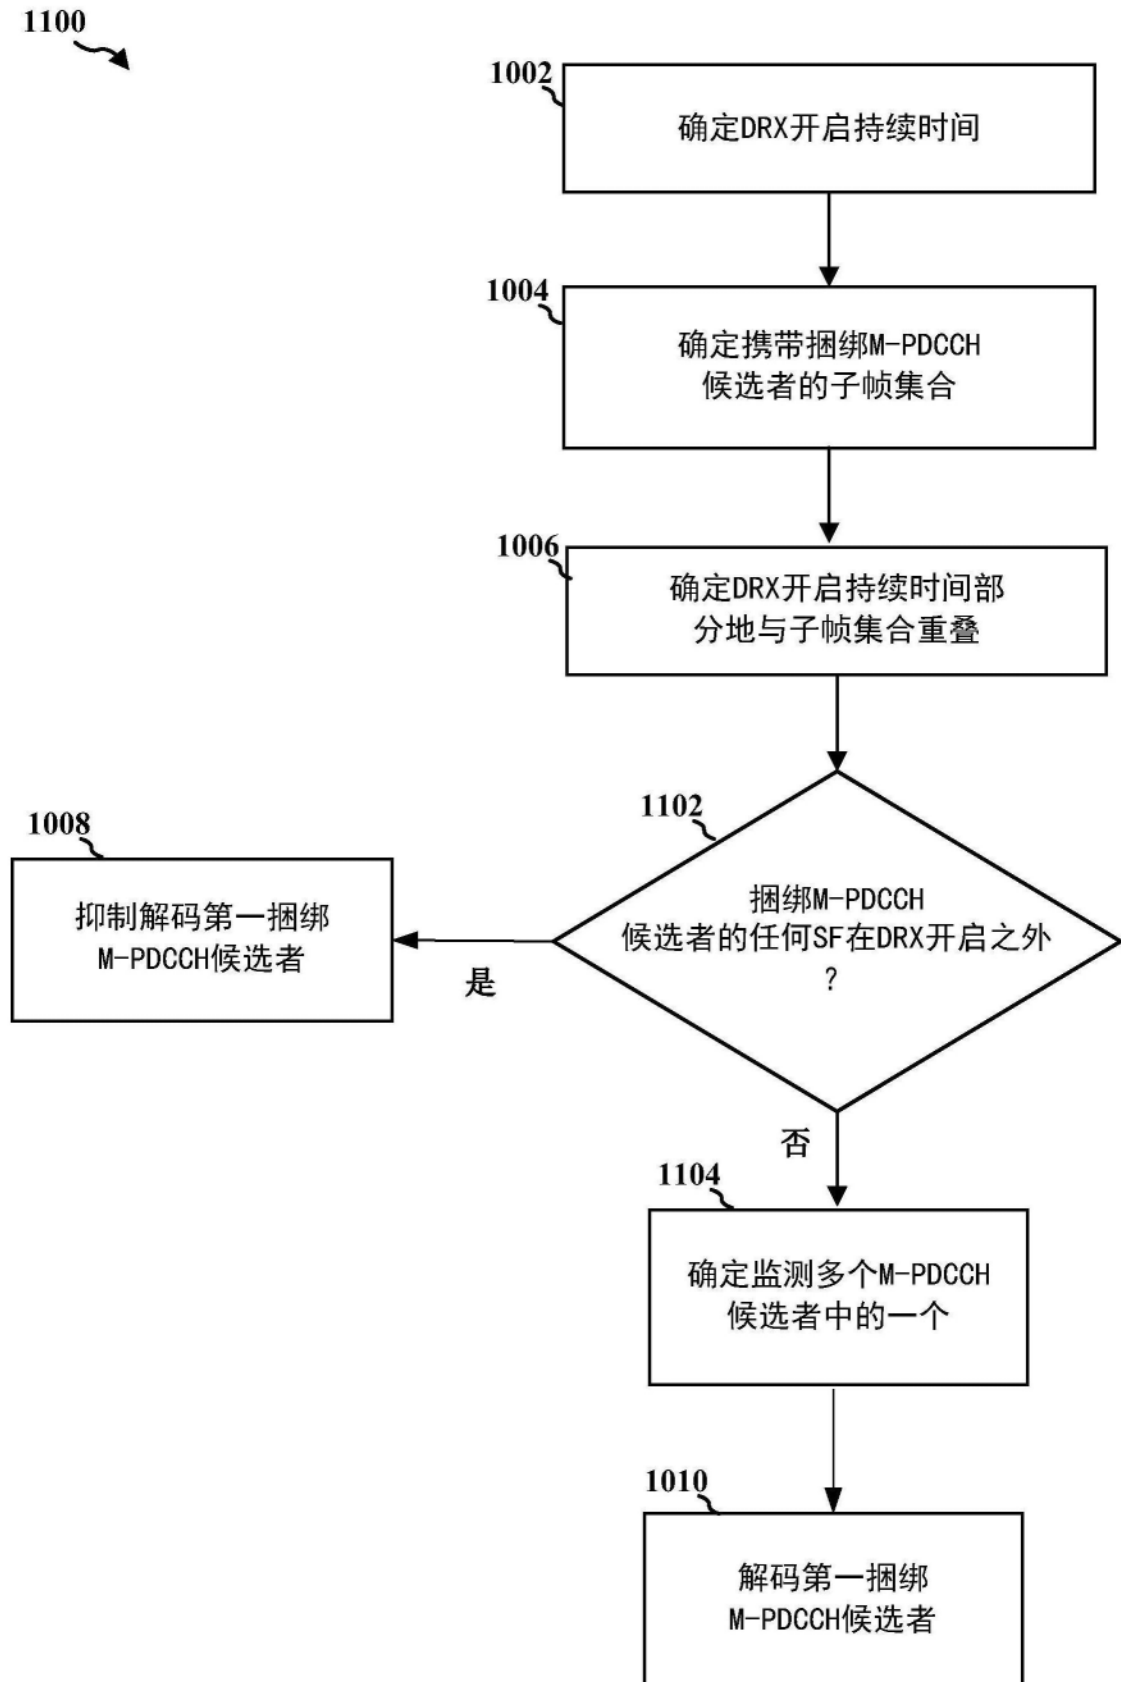 1100
1002
确定DRX开启持续时间
1004
确定携带捆绑M-PDCCH
候选者的子帧集合
1006
确定DRX开启持续时间部
分地与子帧集合重叠
1102
捆绑M-PDCCH
候选者的任何SF在DRX开启之外
?
1008
抑制解码第一捆绑
M-PDCCH候选者
是
否
1104
确定监测多个M-PDCCH
候选者中的一个
1010
解码第一捆绑
M-PDCCH候选者